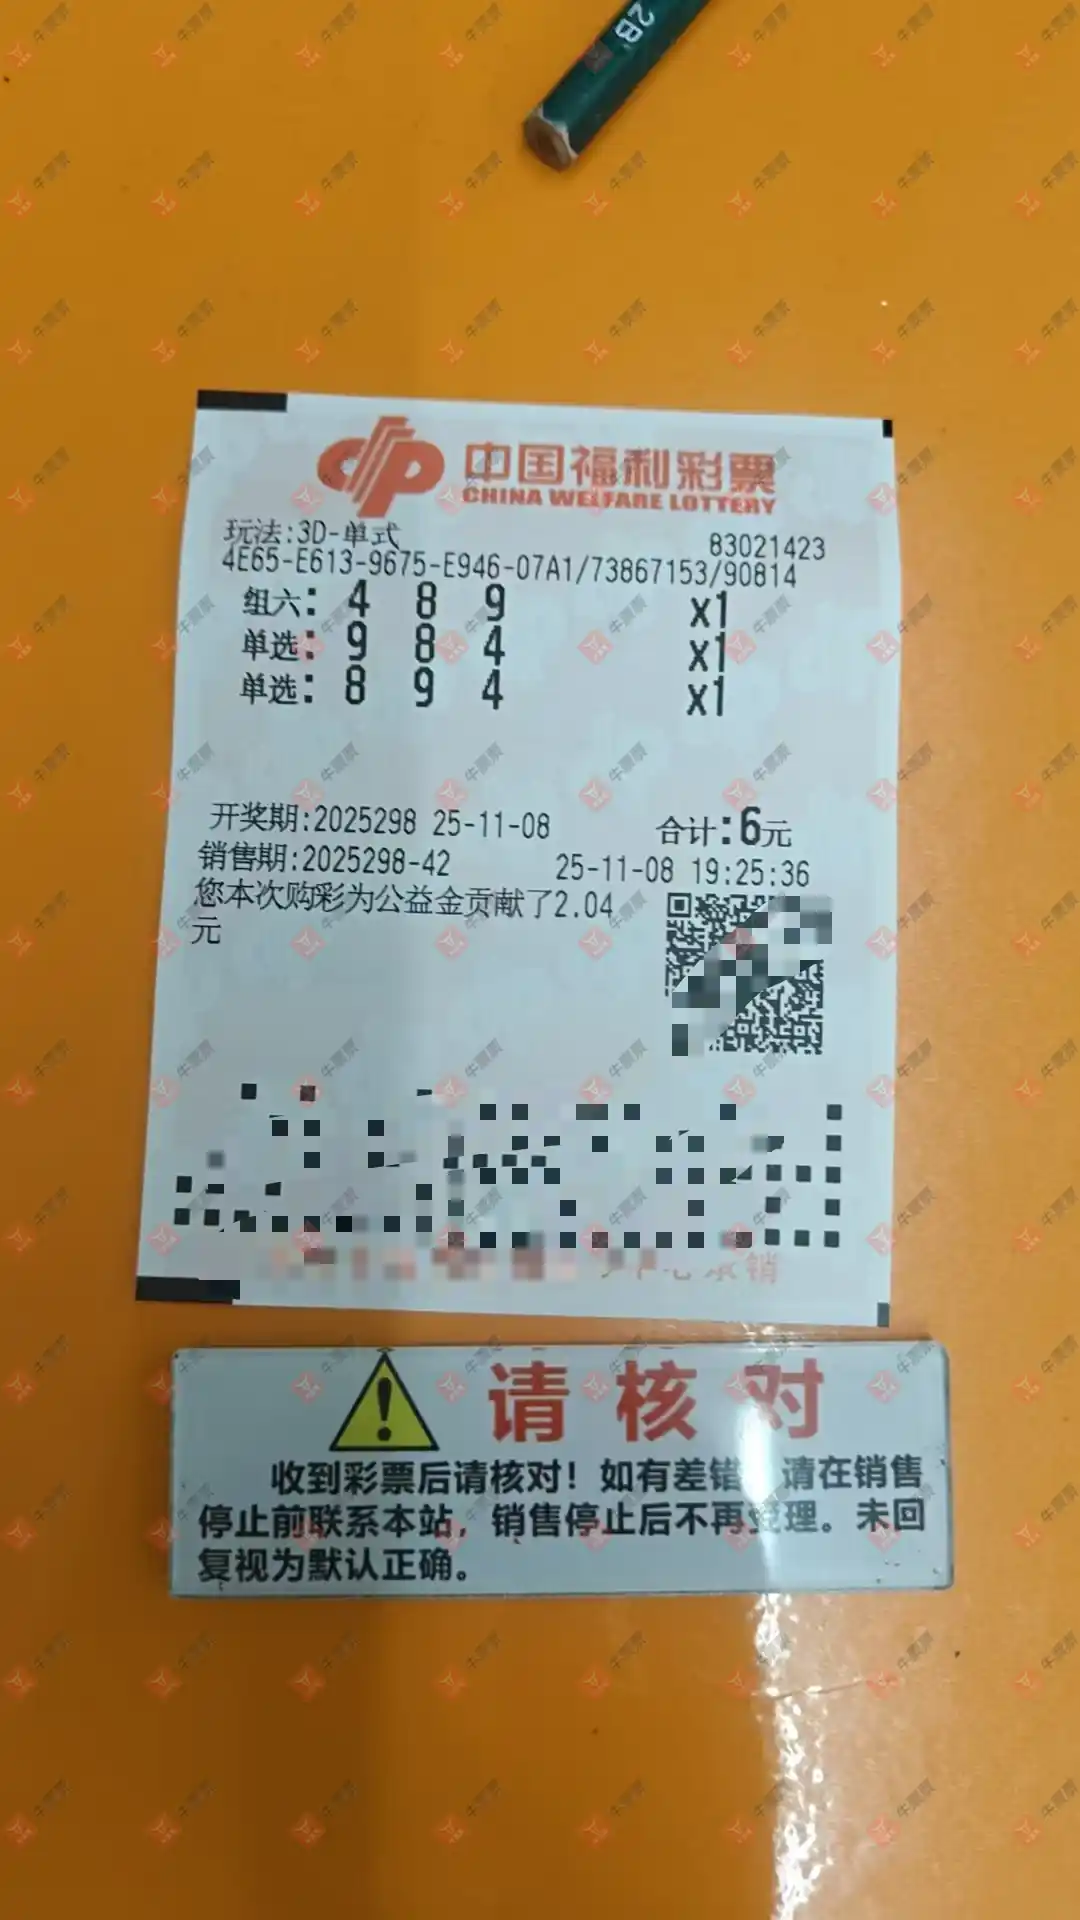 2B
中国福利彩票
CHINA WELFARE LOTTERY
玩法:3D-单式 83021423
4E65-E613-9675-E946-07A1/73867153/90814
组六: 4 8 9 x1
单选: 9 8 4 x1
单选: 8 9 4 x1
开奖期:2025298 25-11-08 合计:6元
销售期:2025298-42 25-11-08 19:25:36
您本次购彩为公益金贡献了2.04
元
承销
请核对
收到彩票后请核对！如有差错 请在销售
停止前联系本站，销售停止后不再受理。未回
复视为默认正确。
牛票票